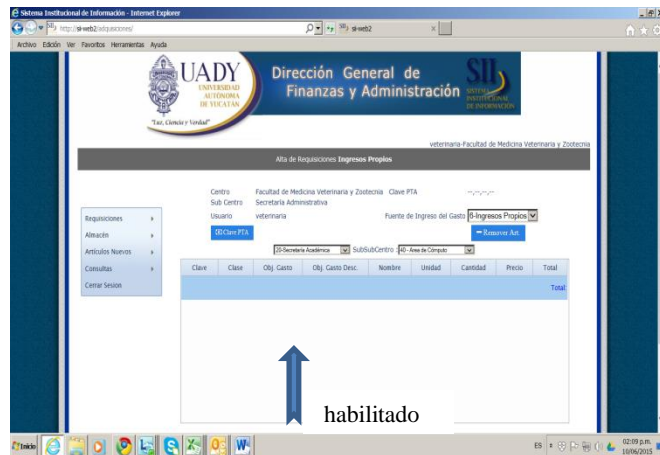 Sistema Institucional de Información - Internet Explorer
http://si-web2/adquisiciones/
si-web2
Archivo Edición Ver Favoritos Herramientas Ayuda
UADY
UNIVERSIDAD
AUTÓNOMA
DE YUCATÁN
"Luz, Ciencia y Verdad"
Dirección General de
Finanzas y Administración
SII
SISTEMA
INSTITUCIONAL
DE INFORMACIÓN
veterinaria-Facultad de Medicina Veterinaria y Zootecnia
Alta de Requisiciones Ingresos Propios
Centro Facultad de Medicina Veterinaria y Zootecnia Clave PTA --,--,--,--
Sub Centro Secretaría Administrativa
Usuario veterinaria Fuente de Ingreso del Gasto 6-Ingresos Propios
Clave PTA Remover Art.
20-Secretaría Académica SubSubCentro : 40- Area de Cómputo
Requisiciones
Almacén
Artículos Nuevos
Consultas
Cerrar Sesion
Clave Clase Obj. Gasto Obj. Gasto Desc. Nombre Unidad Cantidad Precio Total
Total:
habilitado
Inicio
ES
02:09 p.m.
10/06/2015